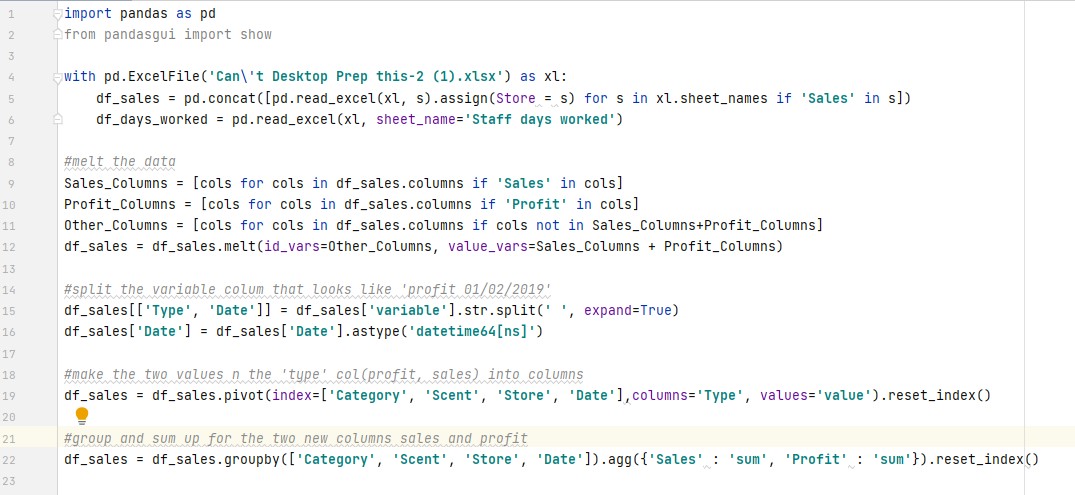 1 import pandas as pd
2 from pandasgui import show
3
4 with pd.ExcelFile('Can\'t Desktop Prep this-2 (1).xlsx') as xl:
5     df_sales = pd.concat([pd.read_excel(xl, s).assign(Store = s) for s in xl.sheet_names if 'Sales' in s])
6     df_days_worked = pd.read_excel(xl, sheet_name='Staff days worked')
7
8 #melt the data
9 Sales_Columns = [cols for cols in df_sales.columns if 'Sales' in cols]
10 Profit_Columns = [cols for cols in df_sales.columns if 'Profit' in cols]
11 Other_Columns = [cols for cols in df_sales.columns if cols not in Sales_Columns+Profit_Columns]
12 df_sales = df_sales.melt(id_vars=Other_Columns, value_vars=Sales_Columns + Profit_Columns)
13
14 #split the variable colum that looks like 'profit 01/02/2019'
15 df_sales[['Type', 'Date']] = df_sales['variable'].str.split(' ', expand=True)
16 df_sales['Date'] = df_sales['Date'].astype('datetime64[ns]')
17
18 #make the two values n the 'type' col(profit, sales) into columns
19 df_sales = df_sales.pivot(index=['Category', 'Scent', 'Store', 'Date'],columns='Type', values='value').reset_index()
20
21 #group and sum up for the two new columns sales and profit
22 df_sales = df_sales.groupby(['Category', 'Scent', 'Store', 'Date']).agg({'Sales' : 'sum', 'Profit' : 'sum'}).reset_index()
23